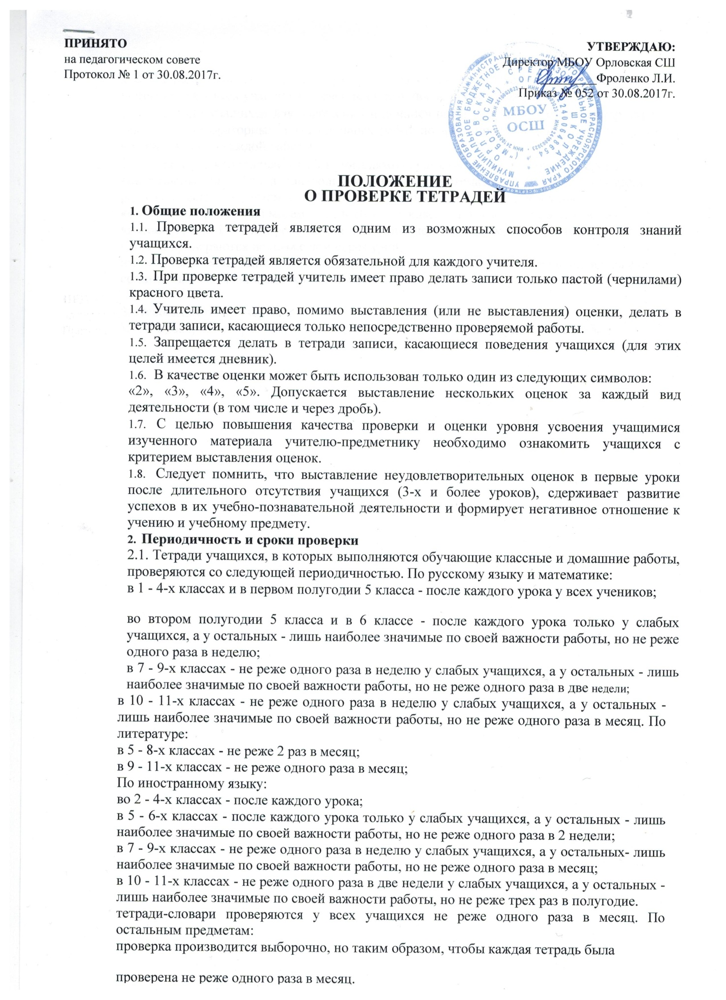 ПРИНЯТО
на педагогическом совете
Протокол № 1 от 30.08.2017г.
УТВЕРЖДАЮ:
Директор МБОУ Орловская СШ
Фроленко Л.И.
Приказ № 052 от 30.08.2017г.
МБОУ
ОСШ
ПОЛОЖЕНИЕ
О ПРОВЕРКЕ ТЕТРАДЕЙ
1. Общие положения
1.1. Проверка тетрадей является одним из возможных способов контроля знаний
учащихся.
1.2. Проверка тетрадей является обязательной для каждого учителя.
1.3. При проверке тетрадей учитель имеет право делать записи только пастой (чернилами)
красного цвета.
1.4. Учитель имеет право, помимо выставления (или не выставления) оценки, делать в
тетради записи, касающиеся только непосредственно проверяемой работы.
1.5. Запрещается делать в тетради записи, касающиеся поведения учащихся (для этих
целей имеется дневник).
1.6. В качестве оценки может быть использован только один из следующих символов:
«2», «3», «4», «5». Допускается выставление нескольких оценок за каждый вид
деятельности (в том числе и через дробь).
1.7. С целью повышения качества проверки и оценки уровня усвоения учащимися
изученного материала учителю-предметнику необходимо ознакомить учащихся с
критерием выставления оценок.
1.8. Следует помнить, что выставление неудовлетворительных оценок в первые уроки
после длительного отсутствия учащихся (3-х и более уроков), сдерживает развитие
успехов в их учебно-познавательной деятельности и формирует негативное отношение к
учению и учебному предмету.
2. Периодичность и сроки проверки
2.1. Тетради учащихся, в которых выполняются обучающие классные и домашние работы,
проверяются со следующей периодичностью. По русскому языку и математике:
в 1 - 4-х классах и в первом полугодии 5 класса - после каждого урока у всех учеников;
во втором полугодии 5 класса и в 6 классе - после каждого урока только у слабых
учащихся, а у остальных - лишь наиболее значимые по своей важности работы, но не реже
одного раза в неделю;
в 7 - 9-х классах - не реже одного раза в неделю у слабых учащихся, а у остальных - лишь
наиболее значимые по своей важности работы, но не реже одного раза в две недели;
в 10 - 11-х классах - не реже одного раза в неделю у слабых учащихся, а у остальных -
лишь наиболее значимые по своей важности работы, но не реже одного раза в месяц. По
литературе:
в 5 - 8-х классах - не реже 2 раз в месяц;
в 9 - 11-х классах - не реже одного раза в месяц;
По иностранному языку:
во 2 - 4-х классах - после каждого урока;
в 5 - 6-х классах - после каждого урока только у слабых учащихся, а у остальных - лишь
наиболее значимые по своей важности работы, но не реже одного раза в 2 недели;
в 7 - 9-х классах - не реже одного раза в неделю у слабых учащихся, а у остальных- лишь
наиболее значимые по своей важности работы, но не реже одного раза в месяц;
в 10 - 11-х классах - не реже одного раза в две недели у слабых учащихся, а у остальных -
лишь наиболее значимые по своей важности работы, но не реже трех раз в полугодие.
тетради-словари проверяются у всех учащихся не реже одного раза в месяц. По
остальным предметам:
проверка производится выборочно, но таким образом, чтобы каждая тетрадь была
проверена не реже одного раза в месяц.